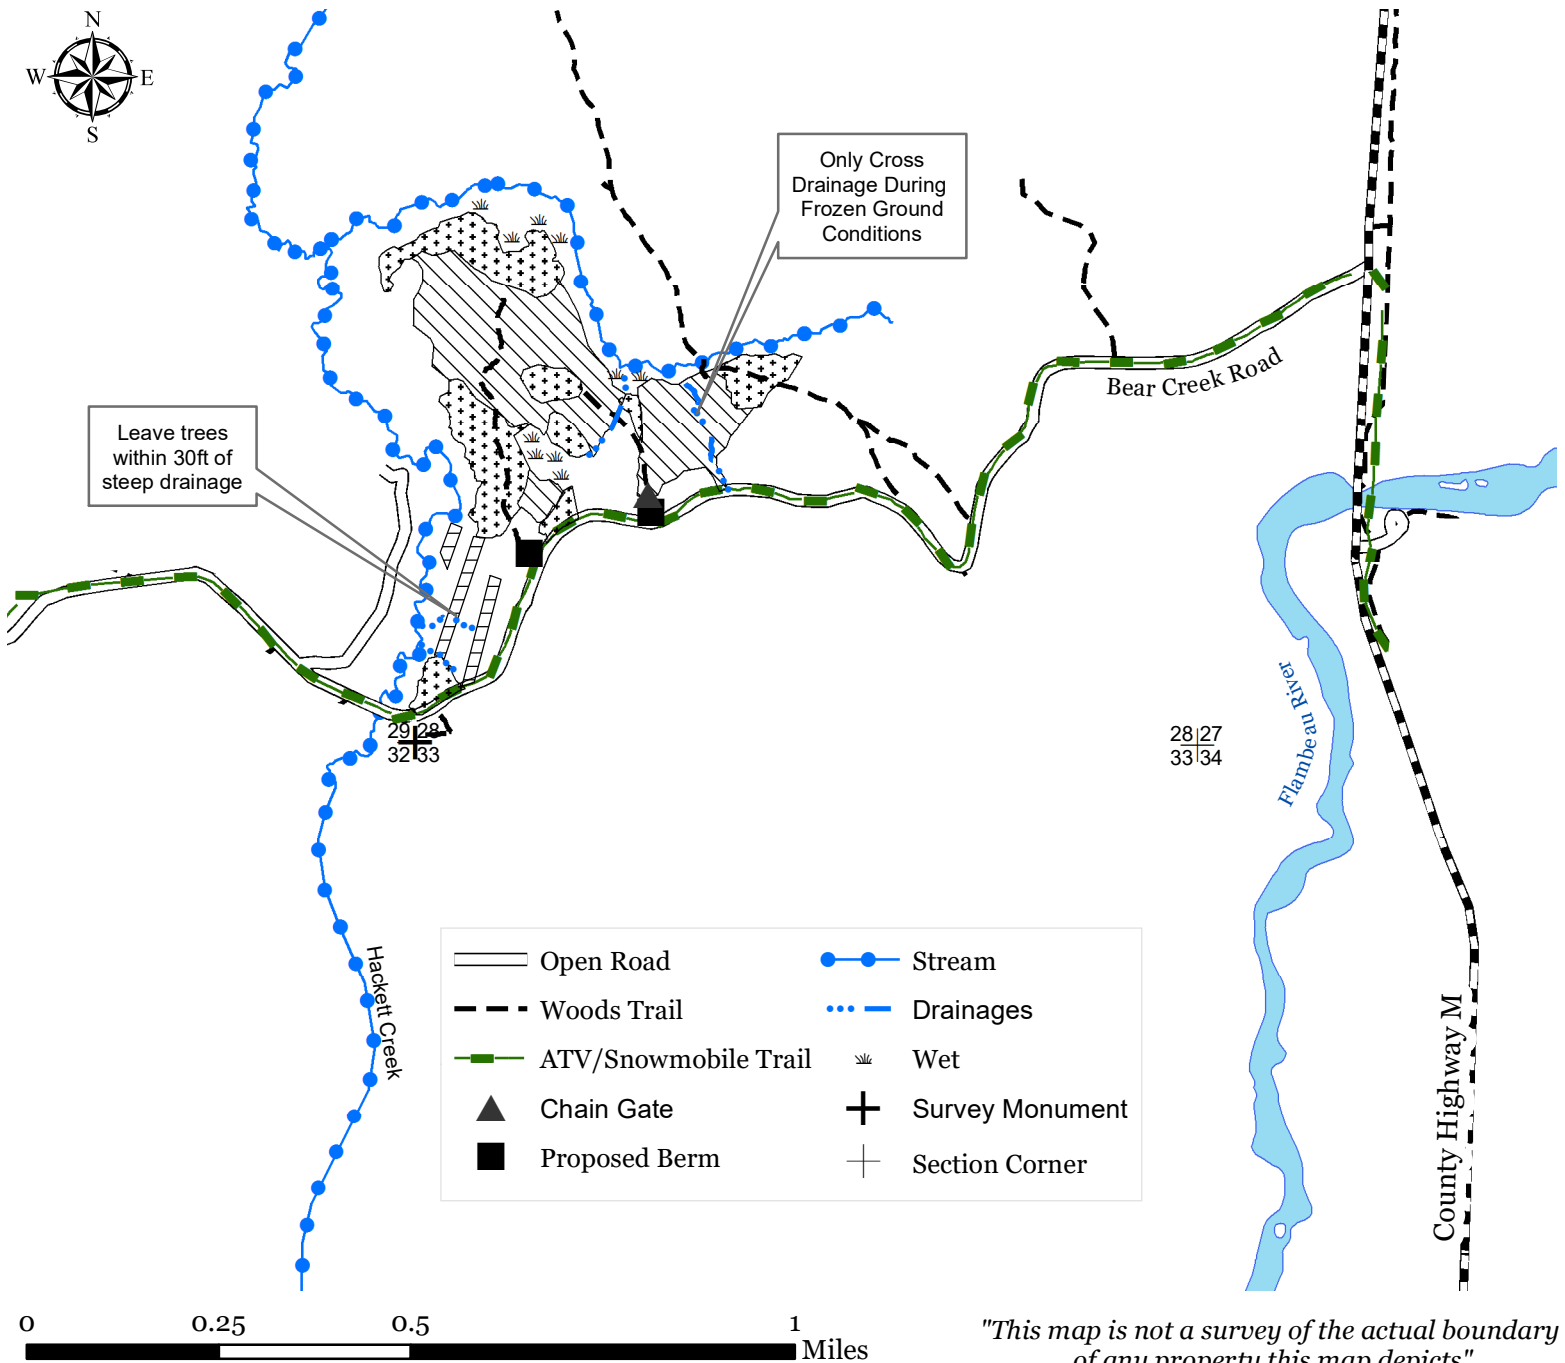 N
W E
S
Only Cross
Drainage During
Frozen Ground
Conditions
Bear Creek Road
Leave trees
within 30ft of
steep drainage
29 28
32 33
28 27
33 34
Flambeau River
Hackett Creek
County Highway M
Open Road
Woods Trail
ATV/Snowmobile Trail
Chain Gate
Proposed Berm
Stream
Drainages
Wet
Survey Monument
Section Corner
0 0.25 0.5 1
Miles
"This map is not a survey of the actual boundary
of any property this map depicts"